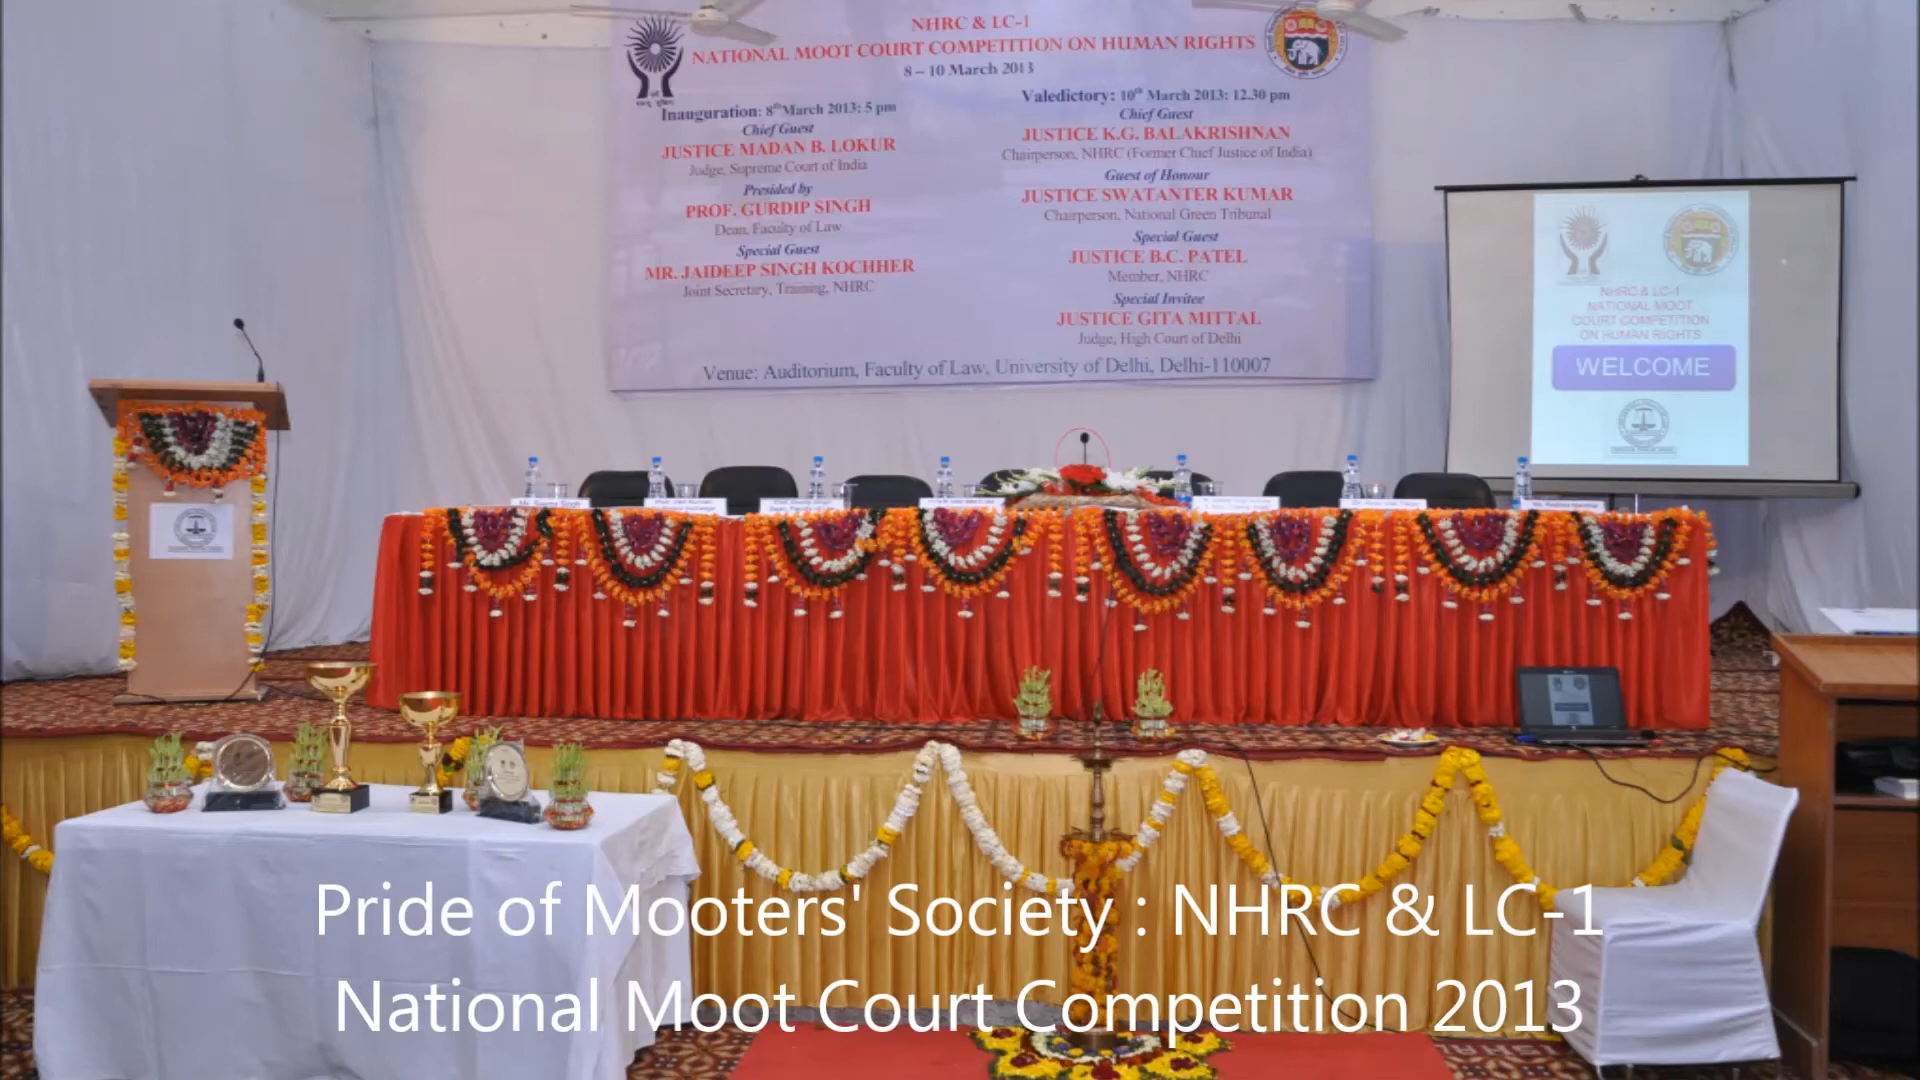 NHRC & LC-1
NATIONAL MOOT COURT COMPETITION ON HUMAN RIGHTS
8 – 10 March 2013
Inauguration: 8th March 2013: 5 pm
Chief Guest
JUSTICE MADAN B. LOKUR
Judge, Supreme Court of India
Presided by
PROF. GURDIP SINGH
Dean, Faculty of Law
Special Guest
MR. JAIDEEP SINGH KOCHHER
Joint Secretary, Training, NHRC
Valedictory: 10th March 2013: 12.30 pm
Chief Guest
JUSTICE K.G. BALAKRISHNAN
Chairperson, NHRC (Former Chief Justice of India)
Guest of Honour
JUSTICE SWATANTER KUMAR
Chairperson, National Green Tribunal
Special Guest
JUSTICE B.C. PATEL
Member, NHRC
Special Invitee
JUSTICE GITA MITTAL
Judge, High Court of Delhi
Venue: Auditorium, Faculty of Law, University of Delhi, Delhi-110007
NHRC & LC-1
NATIONAL MOOT
COURT COMPETITION
ON HUMAN RIGHTS
WELCOME
Pride of Mooters' Society : NHRC & LC-1
National Moot Court Competition 2013